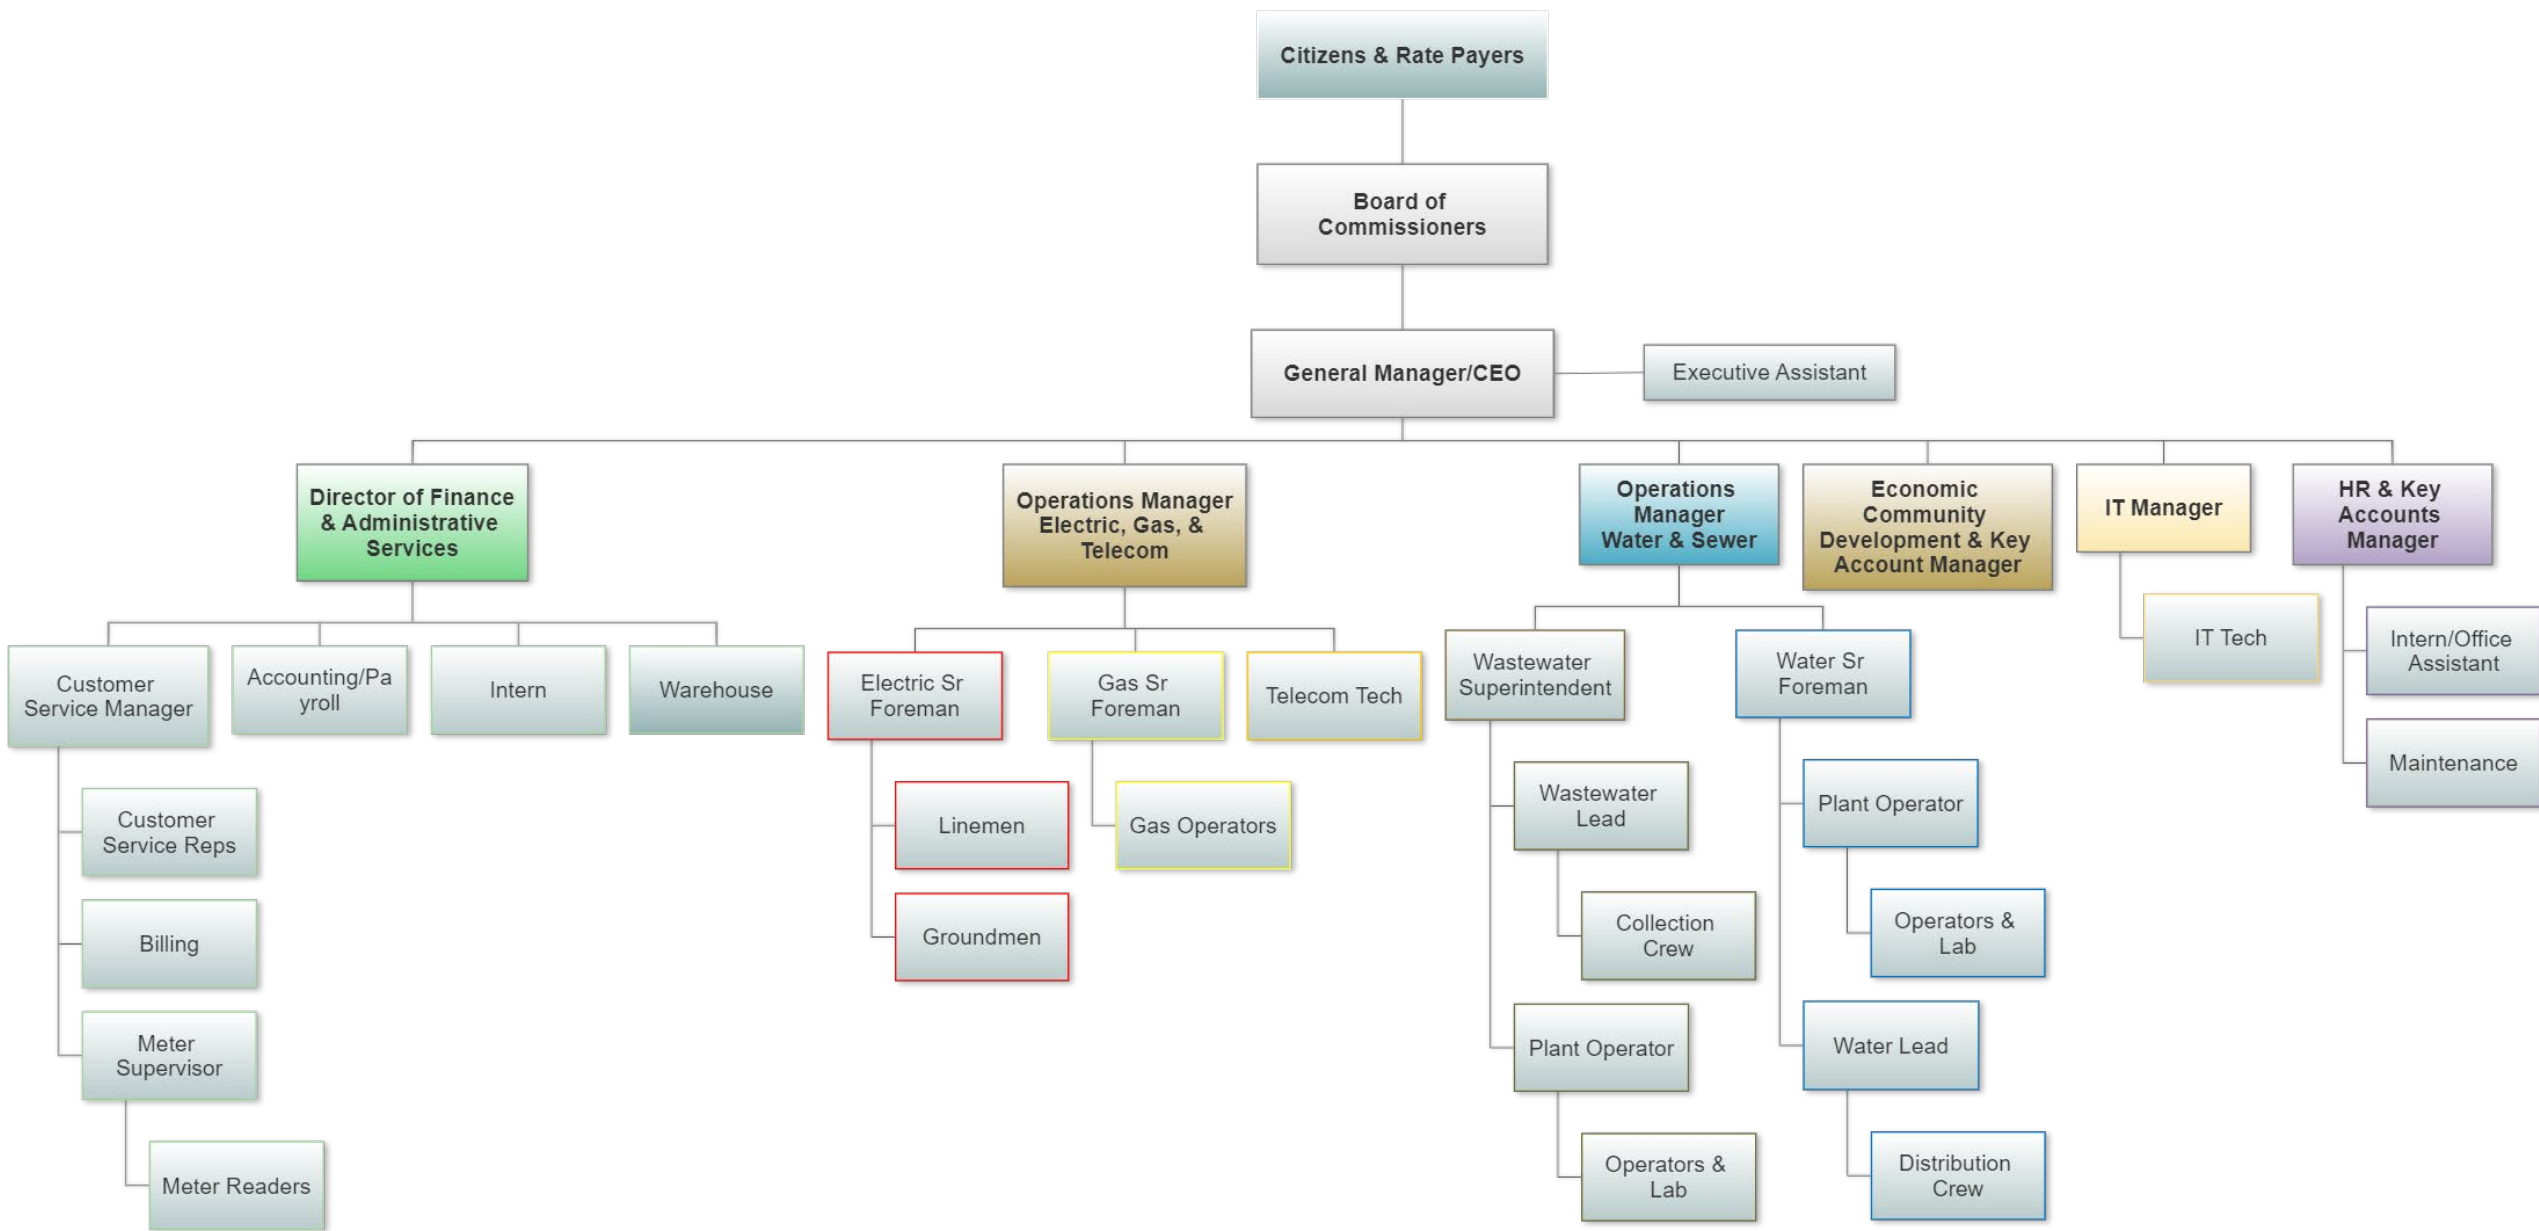 Citizens & Rate Payers
Board of
Commissioners
General Manager/CEO
Executive Assistant
Director of Finance
& Administrative
Services
Operations Manager
Electric, Gas, &
Telecom
Operations
Manager
Water & Sewer
Economic
Community
Development & Key
Account Manager
IT Manager
HR & Key
Accounts
Manager
Customer
Service Manager
Accounting/Pa
yroll
Intern
Warehouse
Customer
Service Reps
Billing
Meter
Supervisor
Meter Readers
Electric Sr
Foreman
Linemen
Groundmen
Gas Sr
Foreman
Gas Operators
Telecom Tech
Wastewater
Superintendent
Wastewater
Lead
Collection
Crew
Plant Operator
Operators &
Lab
Water Sr
Foreman
Plant Operator
Operators &
Lab
Water Lead
Distribution
Crew
IT Tech
Intern/Office
Assistant
Maintenance